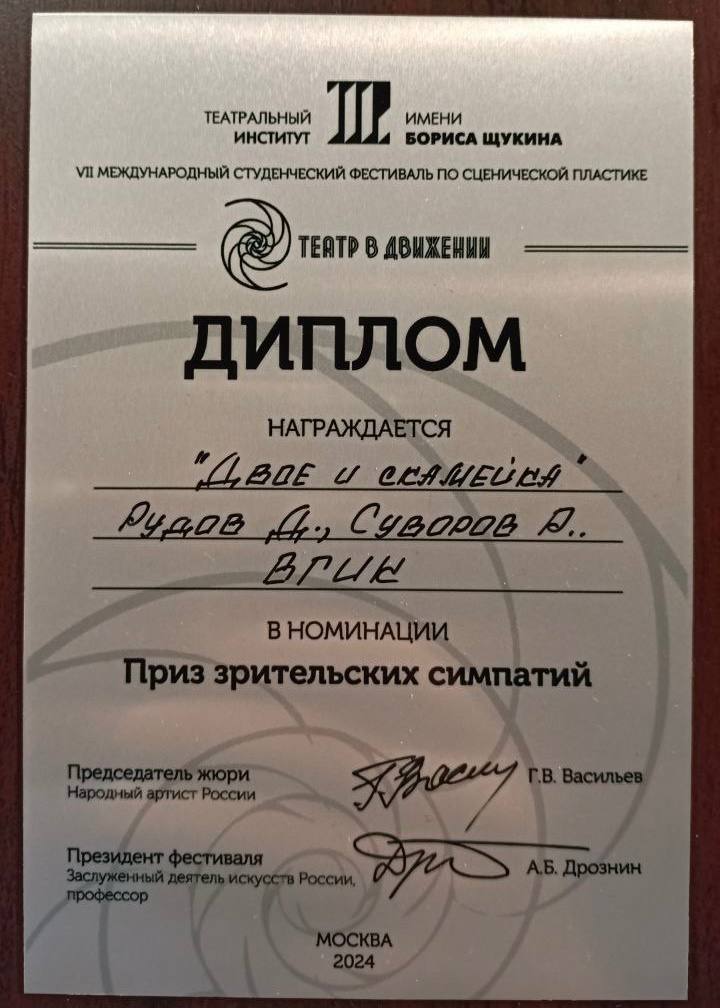 ТЕАТРАЛЬНЫЙ ИНСТИТУТ ИМЕНИ БОРИСА ЩУКИНА
VII МЕЖДУНАРОДНЫЙ СТУДЕНЧЕСКИЙ ФЕСТИВАЛЬ ПО СЦЕНИЧЕСКОЙ ПЛАСТИКЕ
ТЕАТР В ДВИЖЕНИИ
ДИПЛОМ
НАГРАЖДАЕТСЯ
"Двое и скамейка"
Рудов Д., Суворов А..
ВГИК
В НОМИНАЦИИ
Приз зрительских симпатий
Председатель жюри
Народный артист России
Г.В. Васильев
Президент фестиваля
Заслуженный деятель искусств России,
профессор
А.Б. Дрознин
МОСКВА
2024